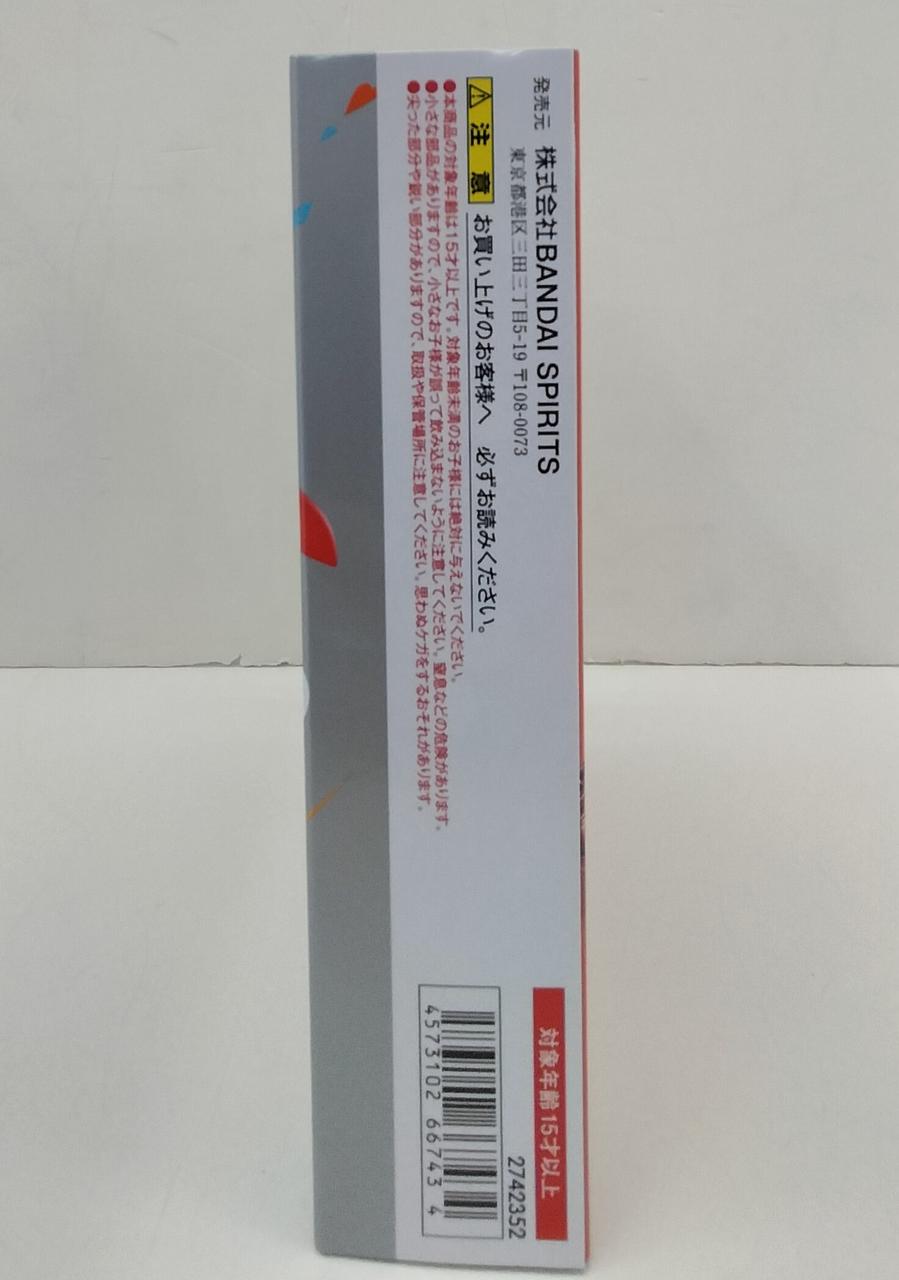 発売元 株式会社BANDAI SPIRITS
東京都港区三田三丁目5-19 〒108-0073
注意 お買い上げのお客様へ 必ずお読みください。
●本商品の対象年齢は15才以上です。対象年齢未満のお子様には絶対に与えないでください。
●小さな部品がありますので、小さなお子様が誤って飲み込まないように注意してください。窒息などの危険があります。
●尖った部分や鋭い部分がありますので、取扱や保管場所に注意してください。思わぬケガをするおそれがあります。
対象年齢15才以上
2742352
4573102 66743 4